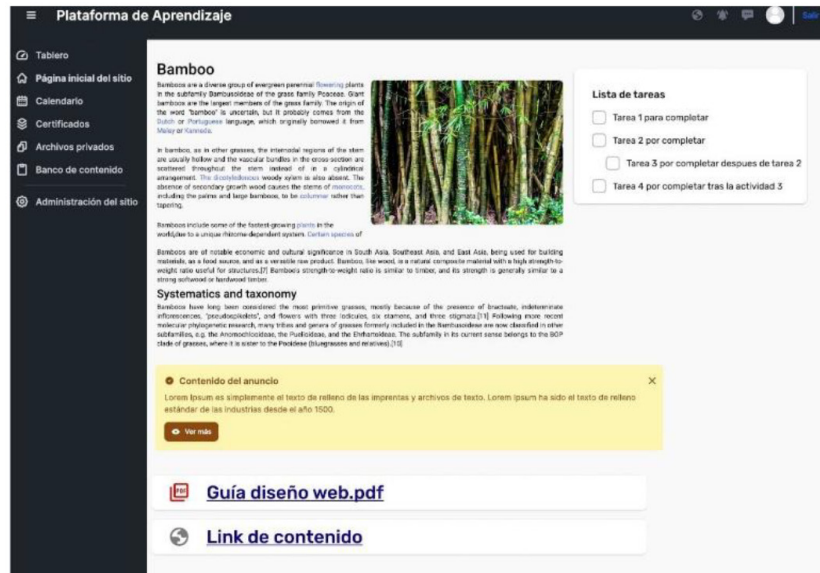 Plataforma de Aprendizaje
Salir
Tablero
Página inicial del sitio
Calendario
Certificados
Archivos privados
Banco de contenido
Administración del sitio
Bamboo
Bamboos are a diverse group of evergreen perennial flowering plants
in the subfamily Bambusoideae of the grass family Poaceae. Giant
bamboos are the largest members of the grass family. The origin of
the word "bamboo" is uncertain, but it probably comes from the
Dutch or Portuguese language, which originally borrowed it from
Malay or Kannada.
In bamboo, as in other grasses, the internodal regions of the stem
are usually hollow and the vascular bundles in the cross-section are
scattered throughout the stem instead of in a cylindrical
arrangement. The dicotyledonous woody xylem is also absent. The
absence of secondary growth wood causes the stems of monocots,
including the palms and large bamboos, to be columnar rather than
tapering.
Bamboos include some of the fastest-growing plants in the
world,due to a unique rhizome-dependent system. Certain species of
Bamboos are of notable economic and cultural significance in South Asia, Southeast Asia, and East Asia, being used for building
materials, as a food source, and as a versatile raw product. Bamboo, like wood, is a natural composite material with a high strength-to-
weight ratio useful for structures.[7] Bamboo's strength-to-weight ratio is similar to timber, and its strength is generally similar to a
strong softwood or hardwood timber.
Systematics and taxonomy
Bamboos have long been considered the most primitive grasses, mostly because of the presence of bracteate, indeterminate
inflorescences, "pseudospikelets", and flowers with three lodicules, six stamens, and three stigmata.[11] Following more recent
molecular phylogenetic research, many tribes and genera of grasses formerly included in the Bambusoideae are now classified in other
subfamilies, e.g. the Anomochlooideae, the Puelioideae, and the Ehrhartoideae. The subfamily in its current sense belongs to the BOP
clade of grasses, where it is sister to the Pooideae (bluegrasses and relatives).[10]
Lista de tareas
Tarea 1 para completar
Tarea 2 por completar
Tarea 3 por completar despues de tarea 2
Tarea 4 por completar tras la actividad 3
Contenido del anuncio
Lorem Ipsum es simplemente el texto de relleno de las imprentas y archivos de texto. Lorem Ipsum ha sido el texto de relleno
estándar de las industrias desde el año 1500.
Ver más
PDF
Guía diseño web.pdf
Link de contenido